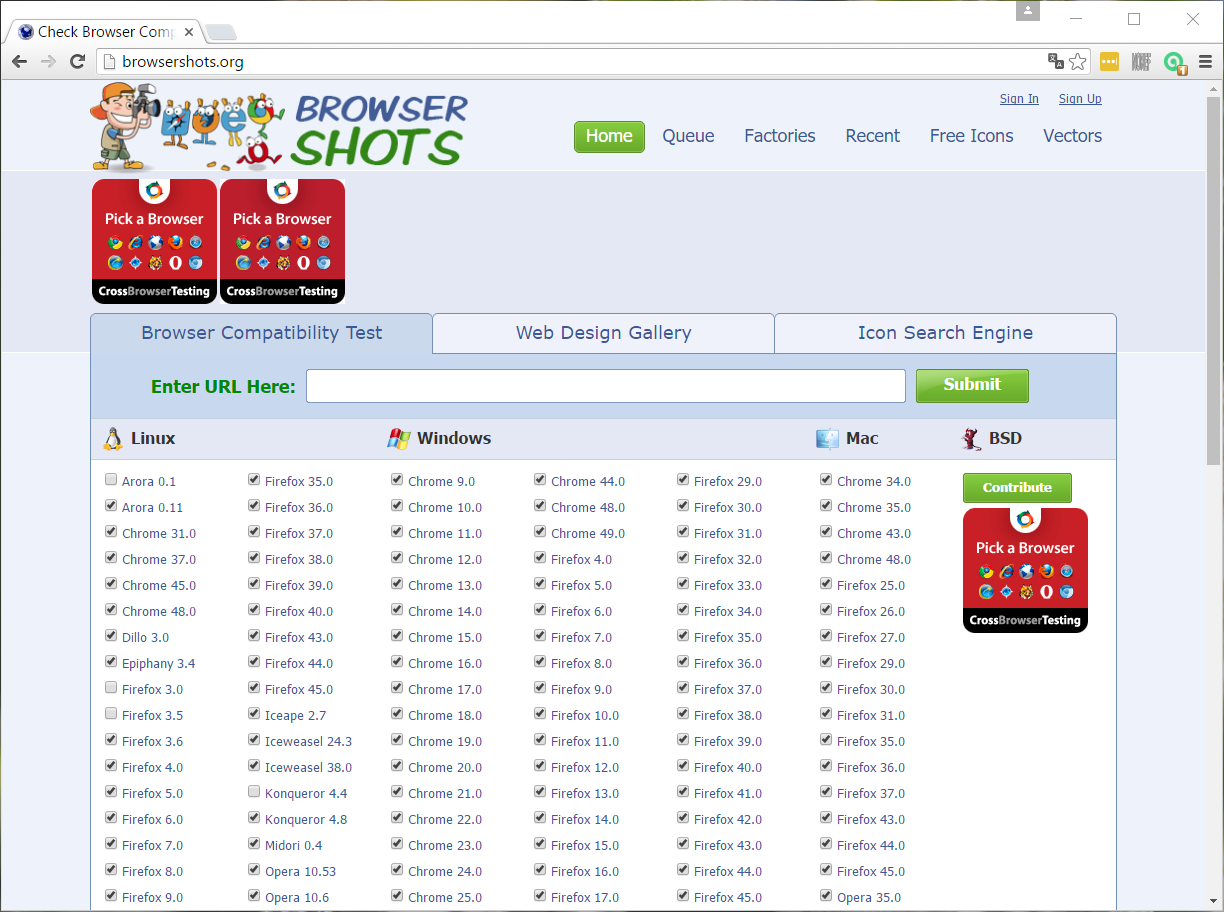 Check Browser Comp
browsershots.org
BROWSER
SHOTS
Sign In Sign Up
Home Queue Factories Recent Free Icons Vectors
Pick a Browser Pick a Browser
CrossBrowserTesting CrossBrowserTesting
Browser Compatibility Test Web Design Gallery Icon Search Engine
Enter URL Here: Submit
Linux Windows Mac BSD
Arora 0.1 Firefox 35.0 Chrome 9.0 Chrome 44.0 Firefox 29.0 Chrome 34.0 Contribute
Arora 0.11 Firefox 36.0 Chrome 10.0 Chrome 48.0 Firefox 30.0 Chrome 35.0
Chrome 31.0 Firefox 37.0 Chrome 11.0 Chrome 49.0 Firefox 31.0 Chrome 43.0 Pick a Browser
Chrome 37.0 Firefox 38.0 Chrome 12.0 Firefox 4.0 Firefox 32.0 Chrome 48.0
Chrome 45.0 Firefox 39.0 Chrome 13.0 Firefox 5.0 Firefox 33.0 Firefox 25.0
Chrome 48.0 Firefox 40.0 Chrome 14.0 Firefox 6.0 Firefox 34.0 Firefox 26.0 CrossBrowserTesting
Dillo 3.0 Firefox 43.0 Chrome 15.0 Firefox 7.0 Firefox 35.0 Firefox 27.0
Epiphany 3.4 Firefox 44.0 Chrome 16.0 Firefox 8.0 Firefox 36.0 Firefox 29.0
Firefox 3.0 Firefox 45.0 Chrome 17.0 Firefox 9.0 Firefox 37.0 Firefox 30.0
Firefox 3.5 Iceape 2.7 Chrome 18.0 Firefox 10.0 Firefox 38.0 Firefox 31.0
Firefox 3.6 Iceweasel 24.3 Chrome 19.0 Firefox 11.0 Firefox 39.0 Firefox 35.0
Firefox 4.0 Iceweasel 38.0 Chrome 20.0 Firefox 12.0 Firefox 40.0 Firefox 36.0
Firefox 5.0 Konqueror 4.4 Chrome 21.0 Firefox 13.0 Firefox 41.0 Firefox 37.0
Firefox 6.0 Konqueror 4.8 Chrome 22.0 Firefox 14.0 Firefox 42.0 Firefox 43.0
Firefox 7.0 Midori 0.4 Chrome 23.0 Firefox 15.0 Firefox 43.0 Firefox 44.0
Firefox 8.0 Opera 10.53 Chrome 24.0 Firefox 16.0 Firefox 44.0 Firefox 45.0
Firefox 9.0 Opera 10.6 Chrome 25.0 Firefox 17.0 Firefox 45.0 Opera 35.0